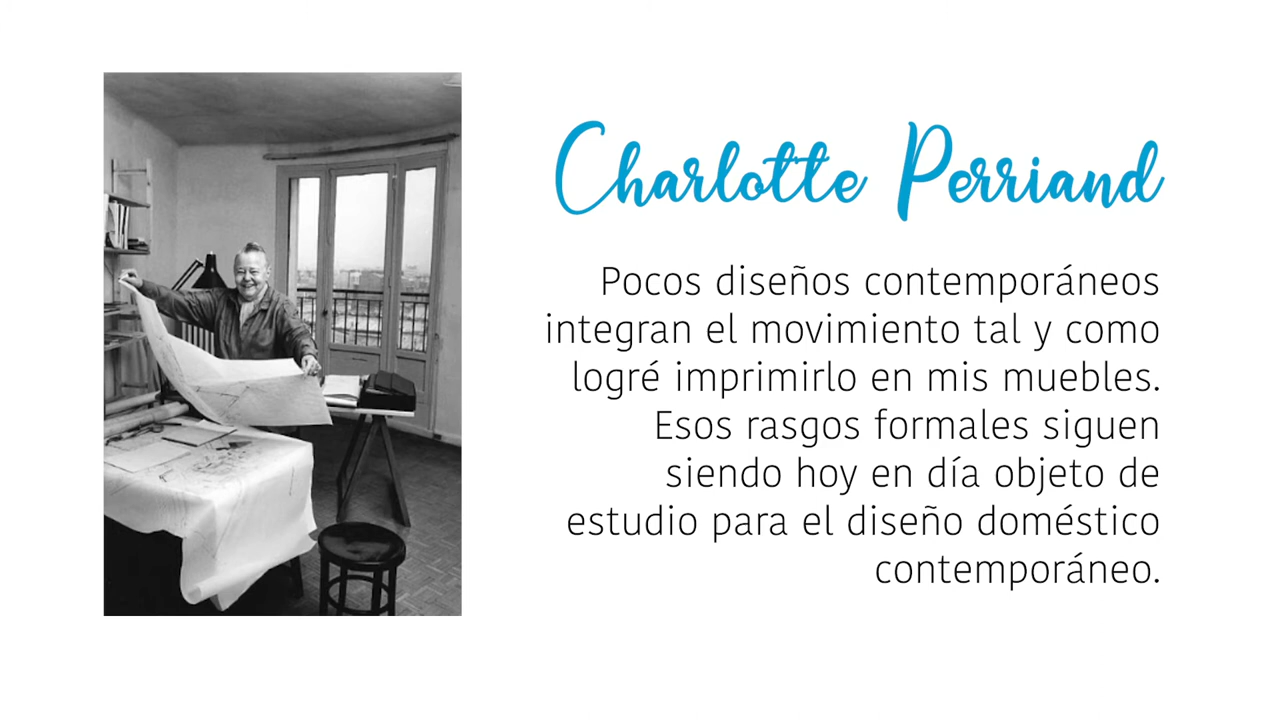 Charlotte Perriand
Pocos diseños contemporáneos
integran el movimiento tal y como
logré imprimirlo en mis muebles.
Esos rasgos formales siguen
siendo hoy en día objeto de
estudio para el diseño doméstico
contemporáneo.